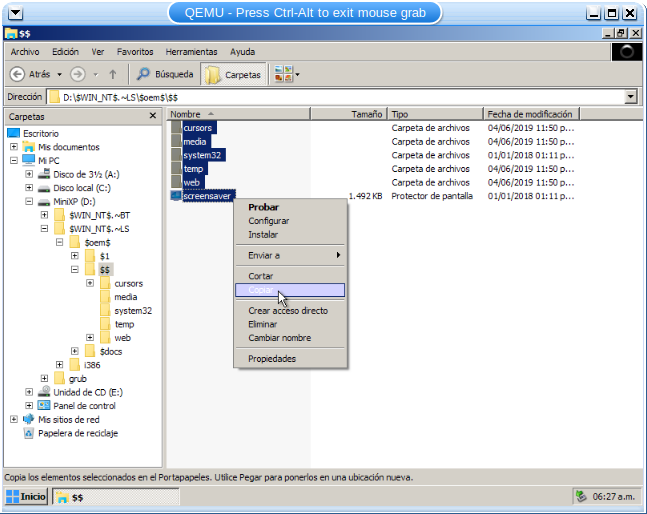 QEMU - Press Ctrl-Alt to exit mouse grab
$$
Archivo Edición Ver Favoritos Herramientas Ayuda
Atrás Búsqueda Carpetas
Dirección D:\$WIN_NT$.~LS\$oem$\$$
Carpetas
Escritorio
Mis documentos
Mi PC
Disco de 3½ (A:)
Disco local (C:)
MiniXP (D:)
$WIN_NT$.~BT
$WIN_NT$.~LS
$oem$
$1
$$
cursors
media
system32
temp
web
$docs
i386
grub
Unidad de CD (E:)
Panel de control
Mis sitios de red
Papelera de reciclaje
Nombre Tamaño Tipo Fecha de modificación
cursors Carpeta de archivos 04/06/2019 11:50 p...
media Carpeta de archivos 04/06/2019 11:50 p...
system32 Carpeta de archivos 01/01/2018 01:11 p...
temp Carpeta de archivos 04/06/2019 11:50 p...
web Carpeta de archivos 04/06/2019 11:50 p...
screensaver 1.492 KB Protector de pantalla 01/01/2018 01:11 p...
Probar
Configurar
Instalar
Enviar a
Cortar
Copiar
Crear acceso directo
Eliminar
Cambiar nombre
Propiedades
Copia los elementos seleccionados en el Portapapeles. Utilice Pegar para ponerlos en una ubicación nueva.
Inicio $$ 06:27 a.m.